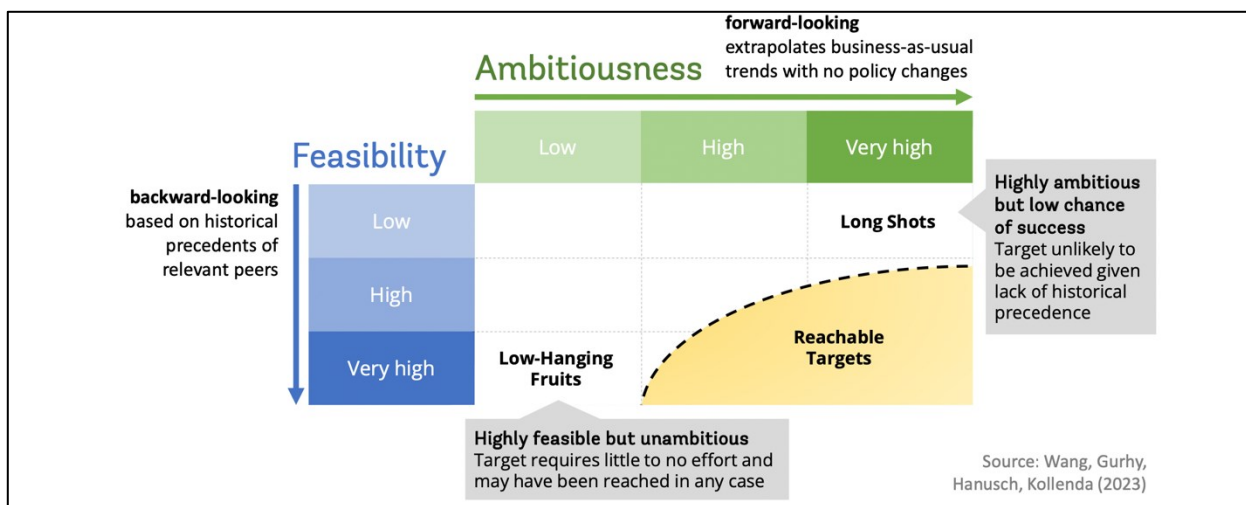 forward-looking
extrapolates business-as-usual
trends with no policy changes
Ambitiousness
Low
High
Very high
Feasibility
backward-looking
based on historical
precedents of
relevant peers
Low
High
Very high
Long Shots
Highly ambitious
but low chance
of success
Target unlikely to
be achieved given
lack of historical
precedence
Reachable
Targets
Low-Hanging
Fruits
Highly feasible but unambitious
Target requires little to no effort and
may have been reached in any case
Source: Wang, Gurhy,
Hanusch, Kollenda (2023)